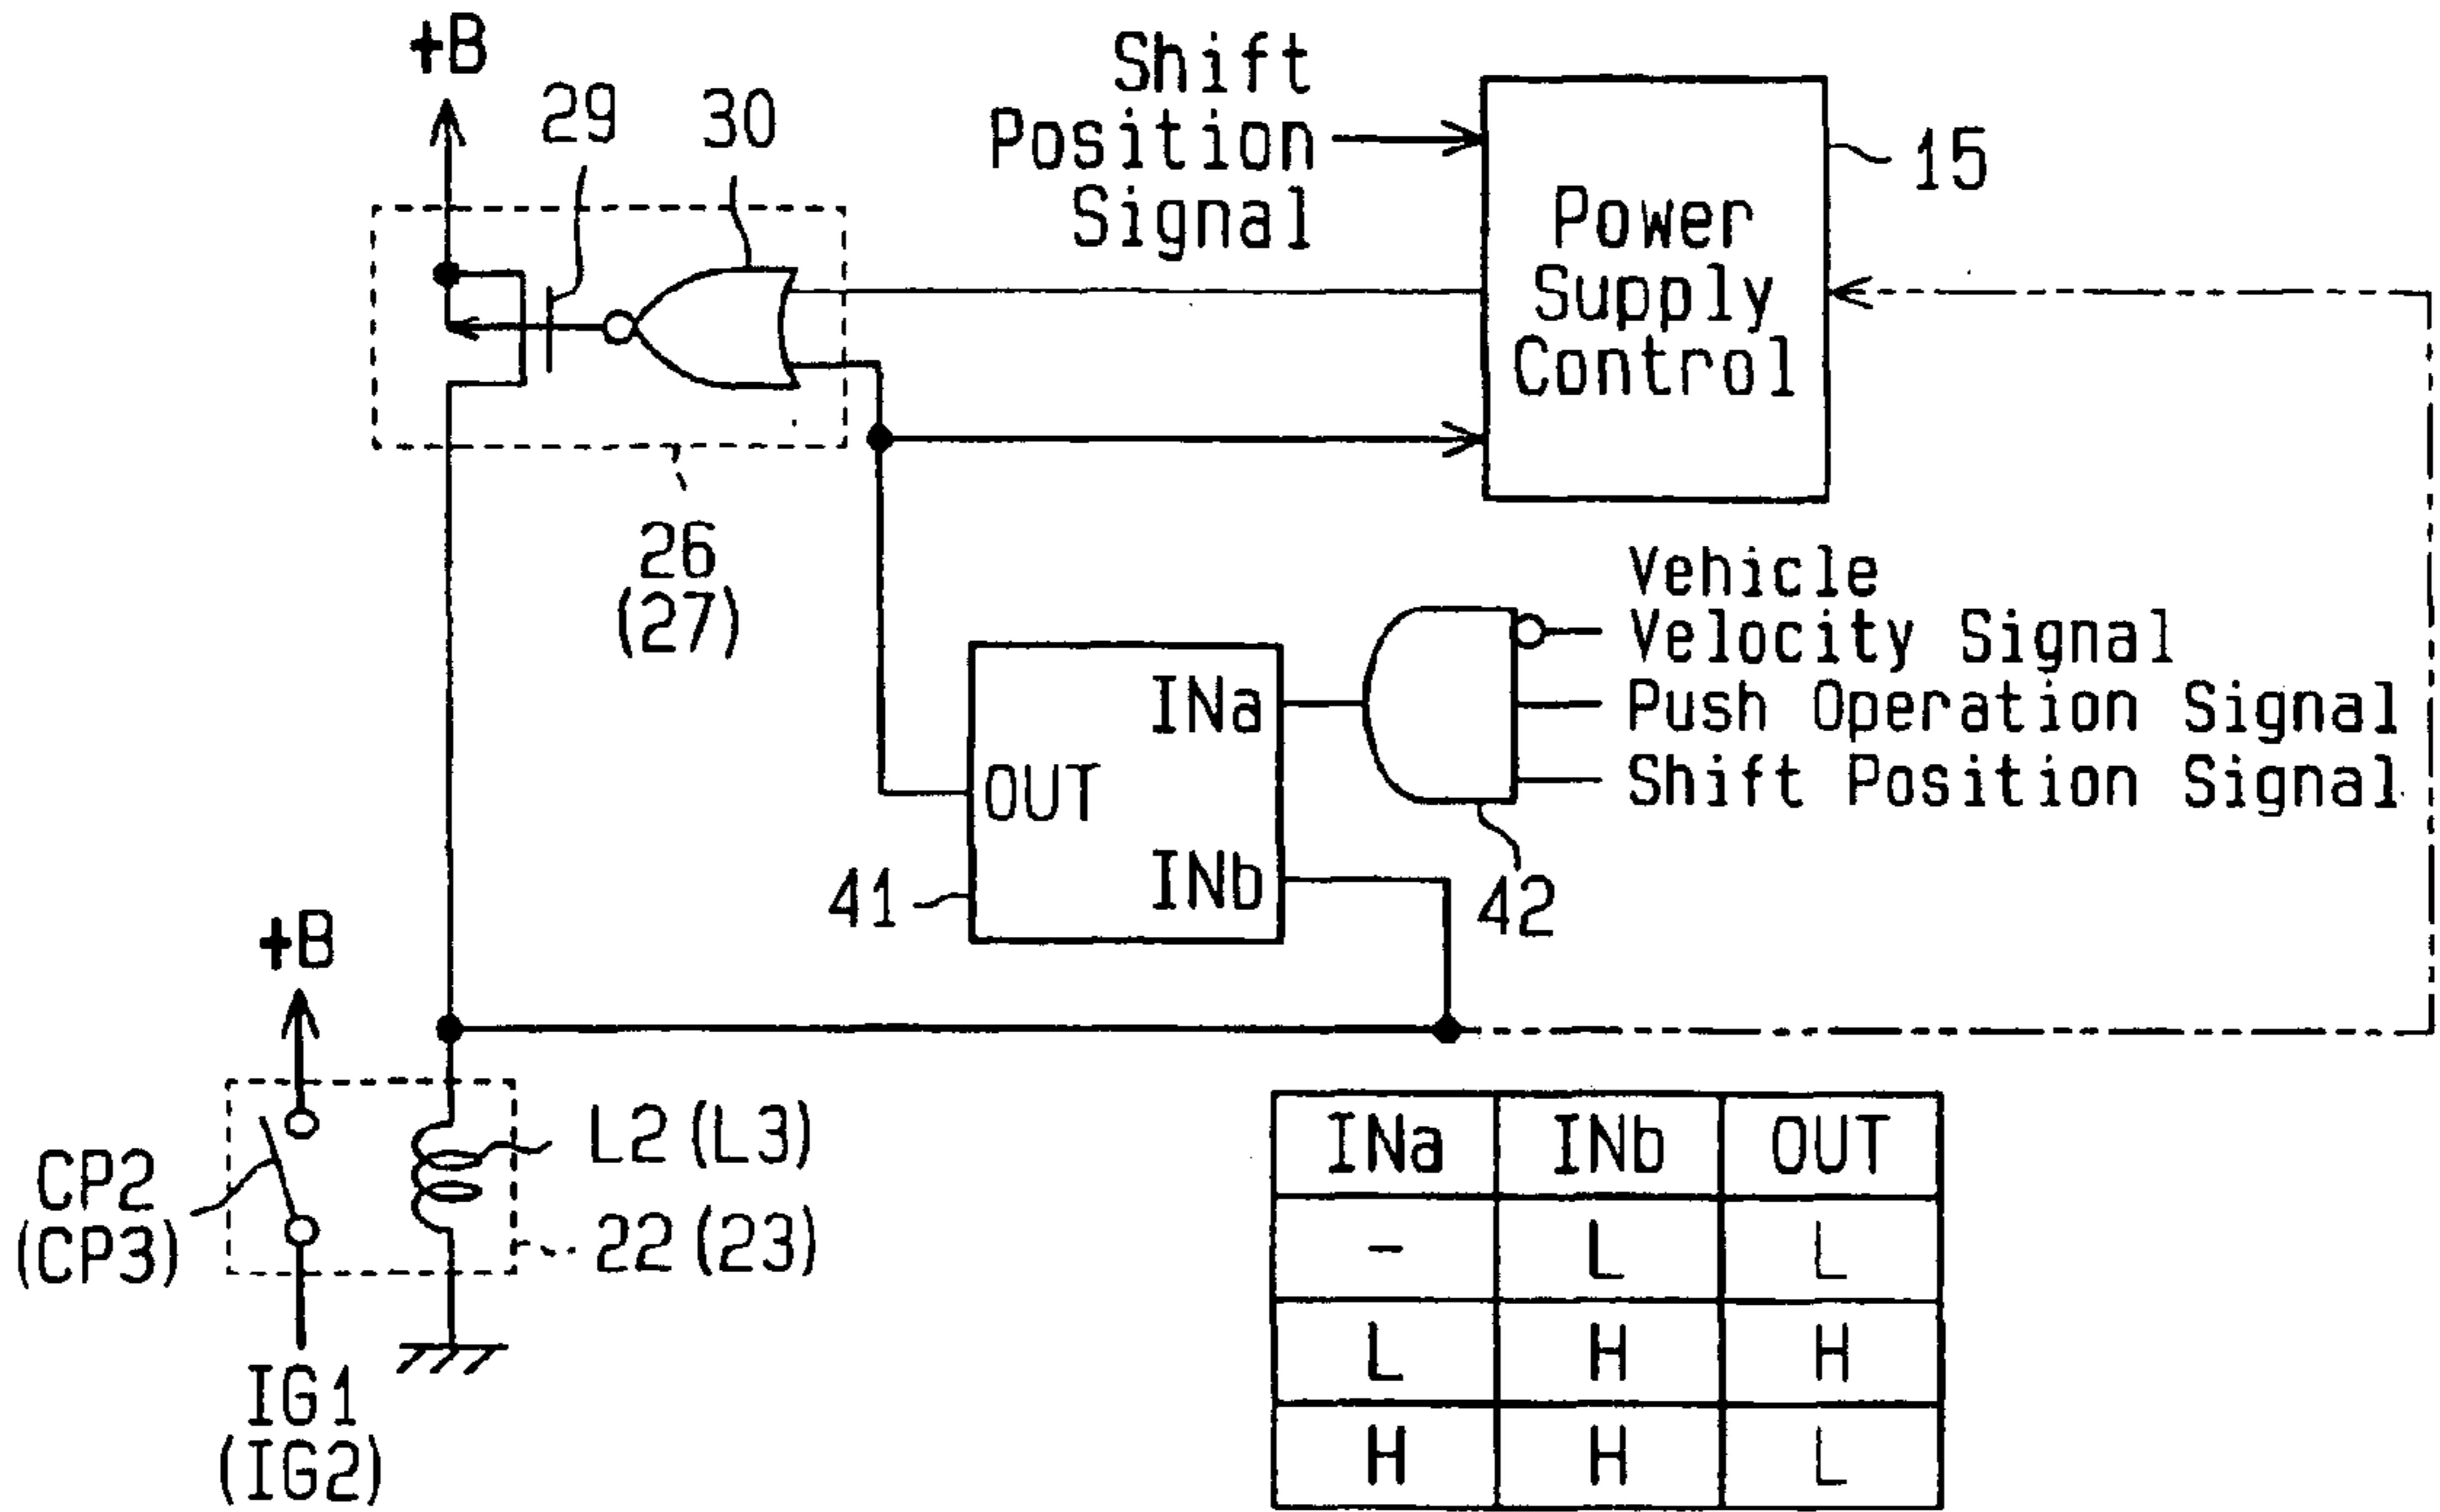 +B
29
30
Shift
Position
Signal
15
Power
Supply
Control
26
(27)
Vehicle
Velocity Signal
Push Operation Signal
Shift Position Signal
INa
OUT
INb
41
42
+B
L2 (L3)
CP2
(CP3)
22 (23)
IG1
(IG2)
INa INb OUT
- L L
L H H
H H L